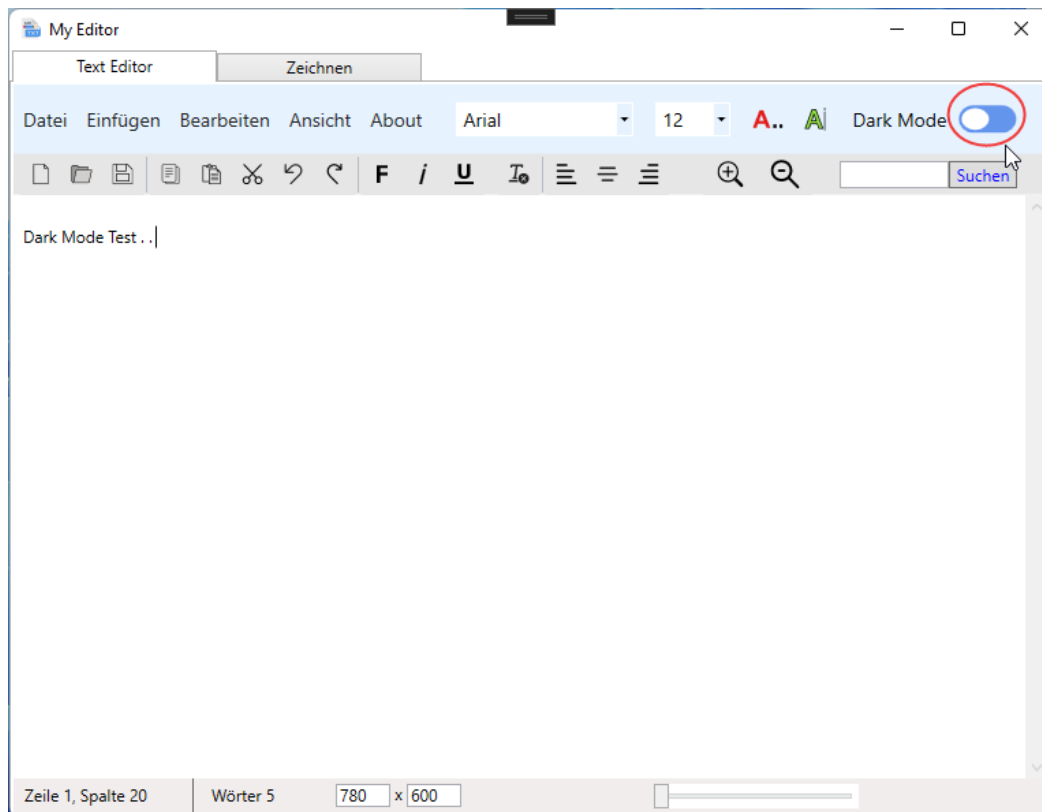 My Editor
Text Editor Zeichnen
Datei Einfügen Bearbeiten Ansicht About Arial 12 A.. A Dark Mode
F i U T Suchen
Dark Mode Test . .
Zeile 1, Spalte 20 Wörter 5 780 x 600